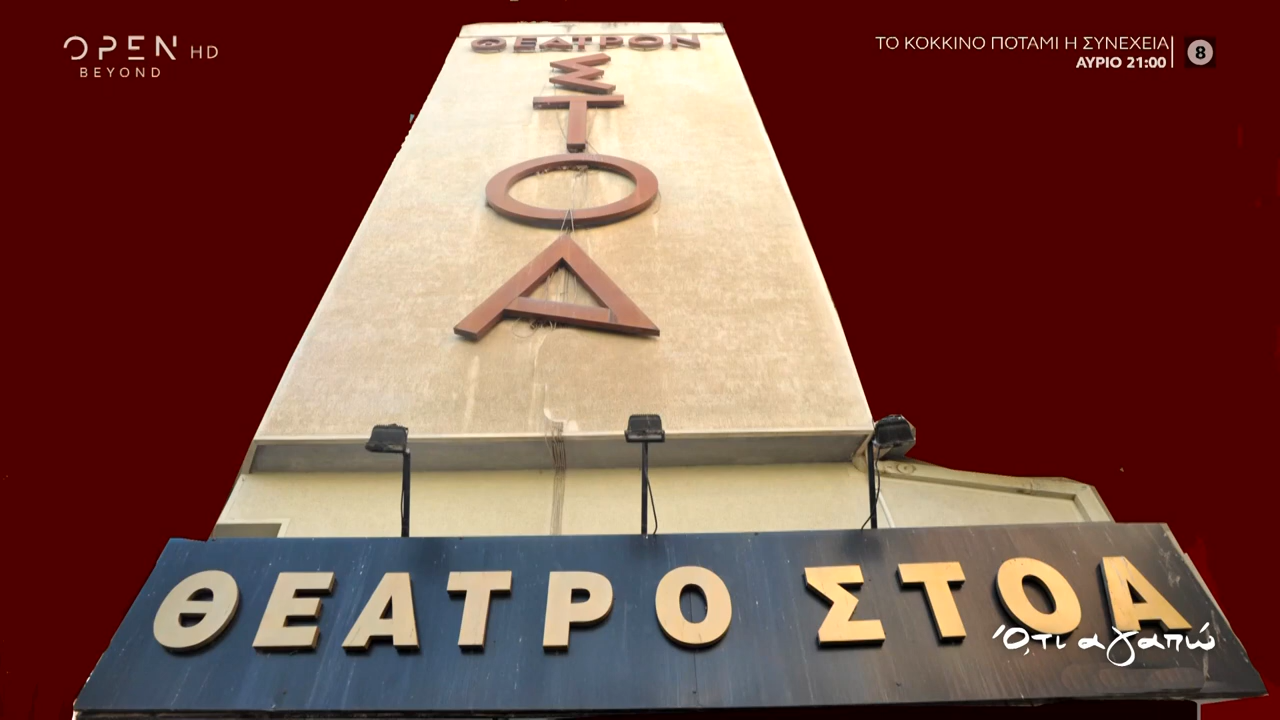 OPEN HD
BEYOND
ΤΟ ΚΟΚΚΙΝΟ ΠΟΤΑΜΙ Η ΣΥΝΕΧΕΙΑ
ΑΥΡΙΟ 21:00
8
ΘΕΑΤΡΟΝ
ΣΤΟΑ
ΘΕΑΤΡΟ ΣΤΟΑ
Ό,τι αγαπώ